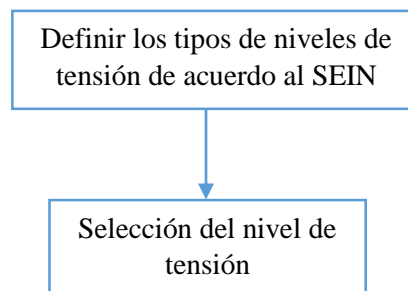 Definir los tipos de niveles de
tensión de acuerdo al SEIN
Selección del nivel de
tensión